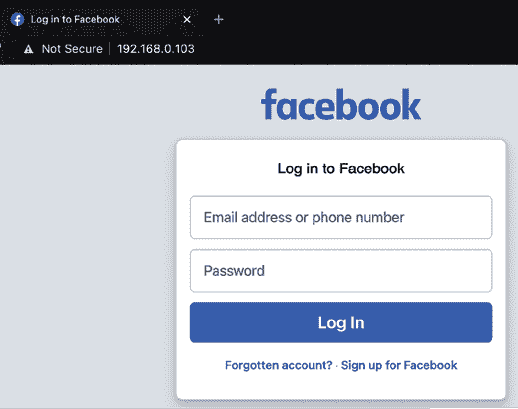 Log in to Facebook
Not Secure | 192.168.0.103
facebook
Log in to Facebook
Email address or phone number
Password
Log In
Forgotten account? · Sign up for Facebook